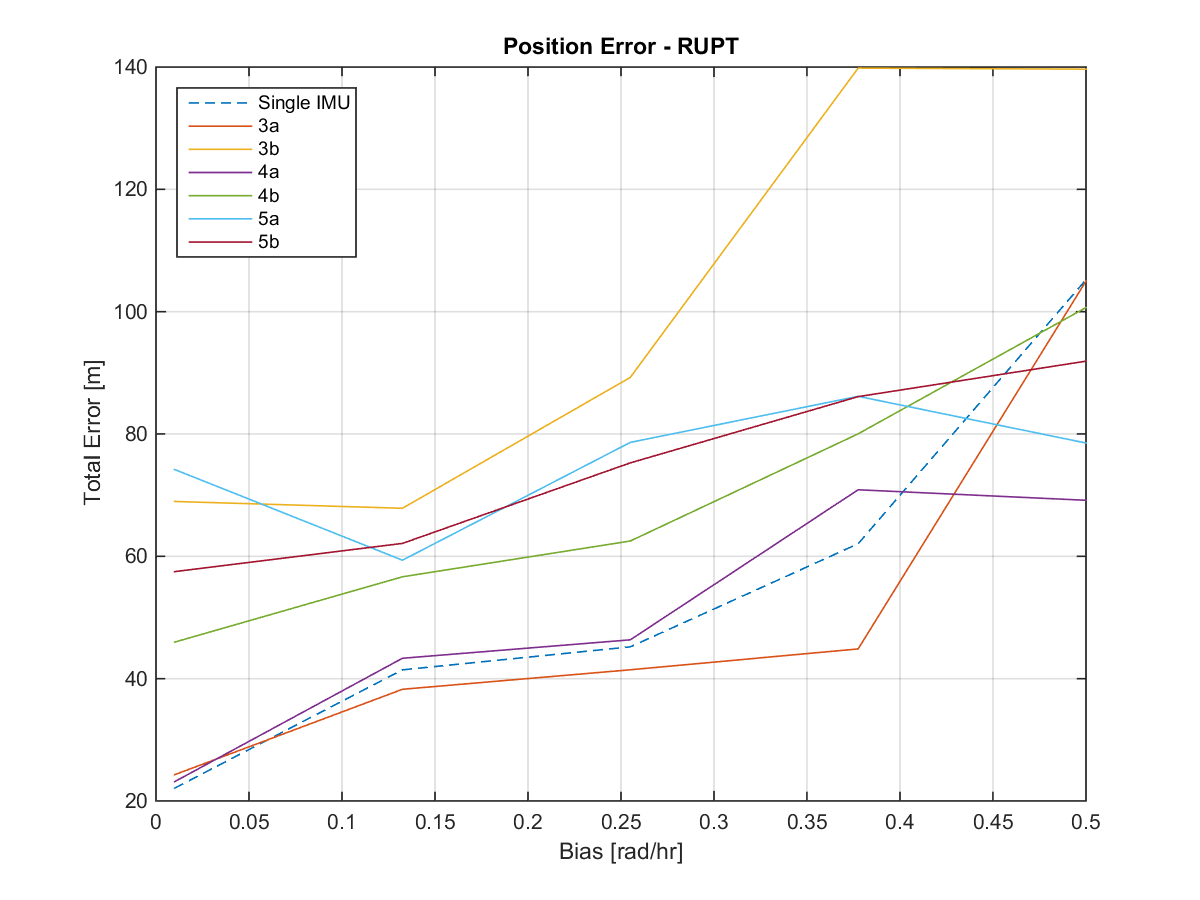 Position Error - RUPT
140
120
100
80
60
40
20
Total Error [m]
Single IMU
3a
3b
4a
4b
5a
5b
0 0.05 0.1 0.15 0.2 0.25 0.3 0.35 0.4 0.45 0.5
Bias [rad/hr]